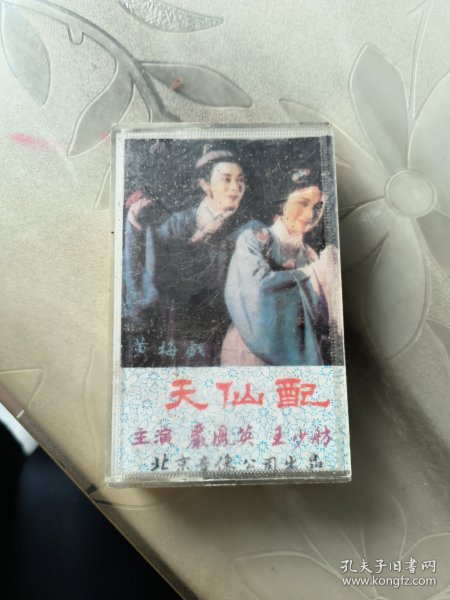 黄梅戏
天仙配
主演 严凤英 王少舫
北京音像公司出品
孔夫子旧书网
www.kongfz.com